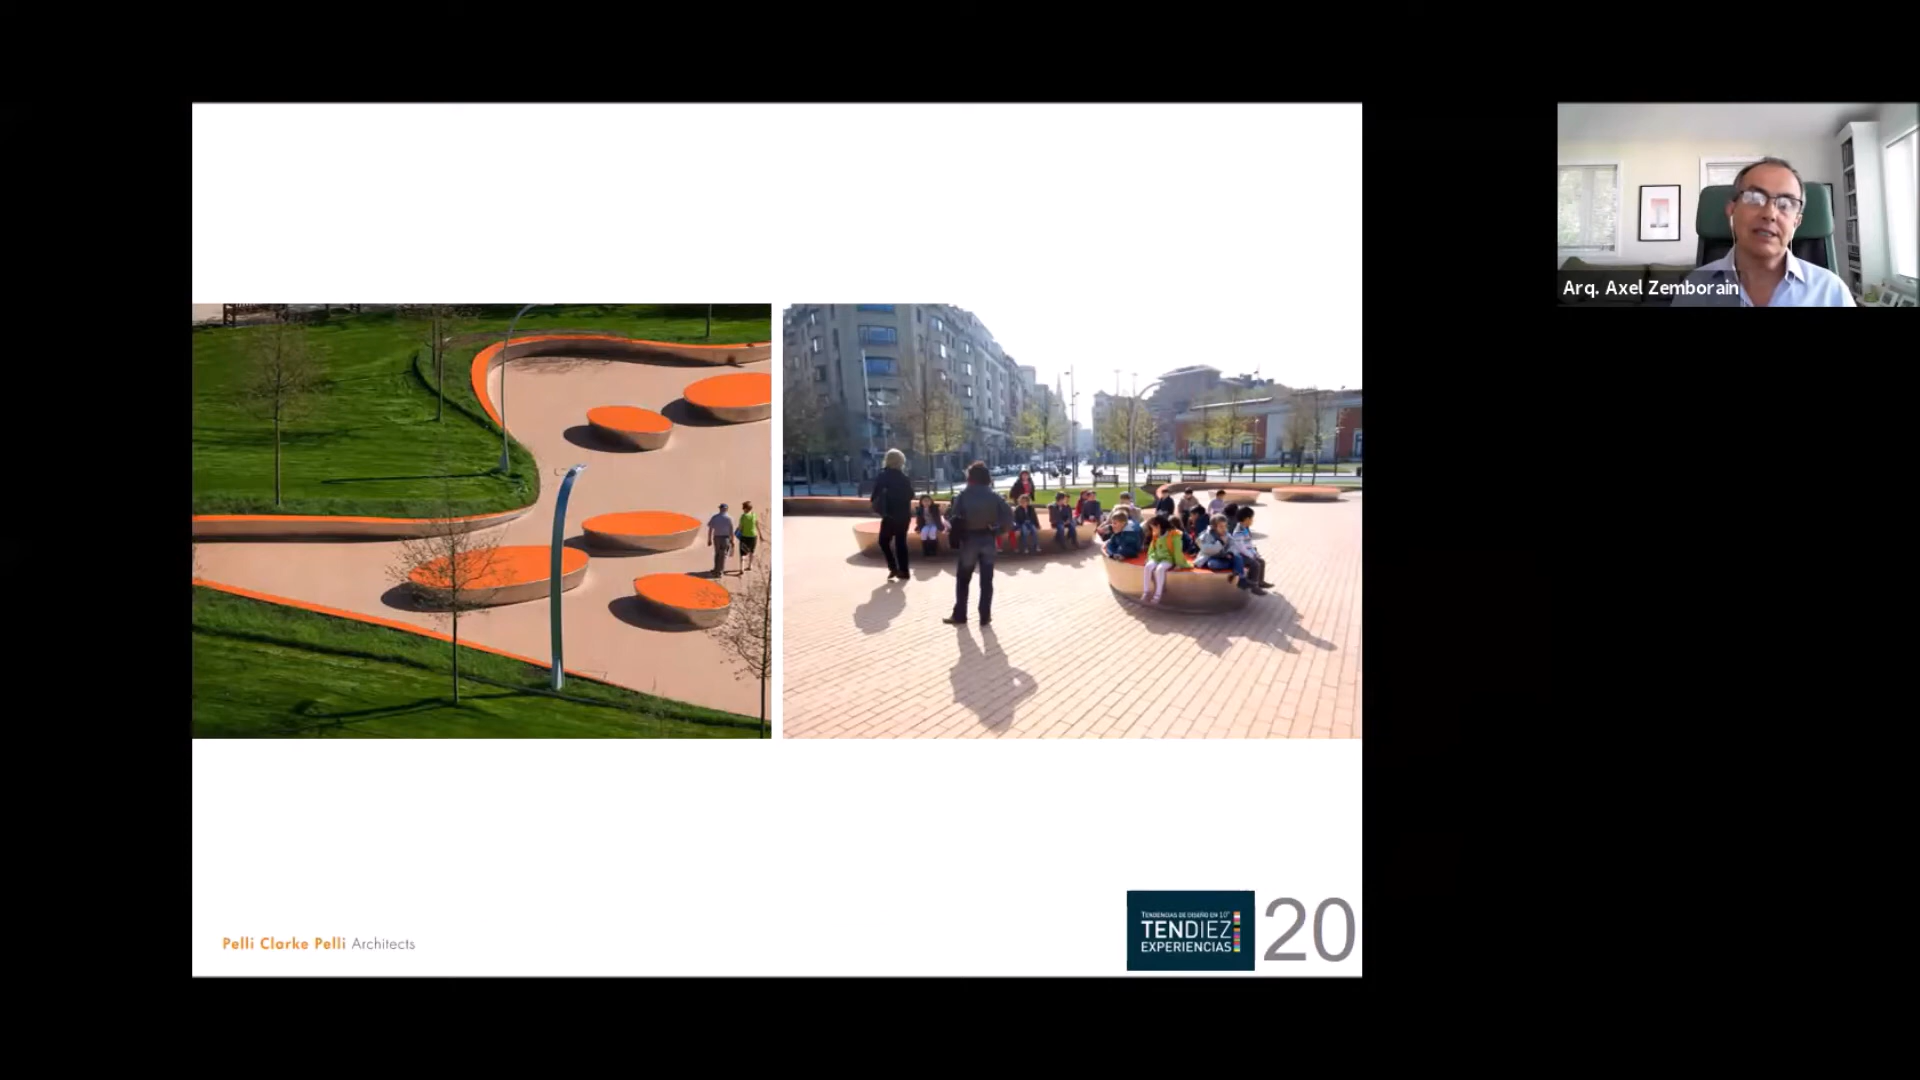 Arq. Axel Zemborain
Pelli Clarke Pelli Architects
TENDENCIAS DE DISEÑO EN 10"
TENDIEZ
EXPERIENCIAS
20